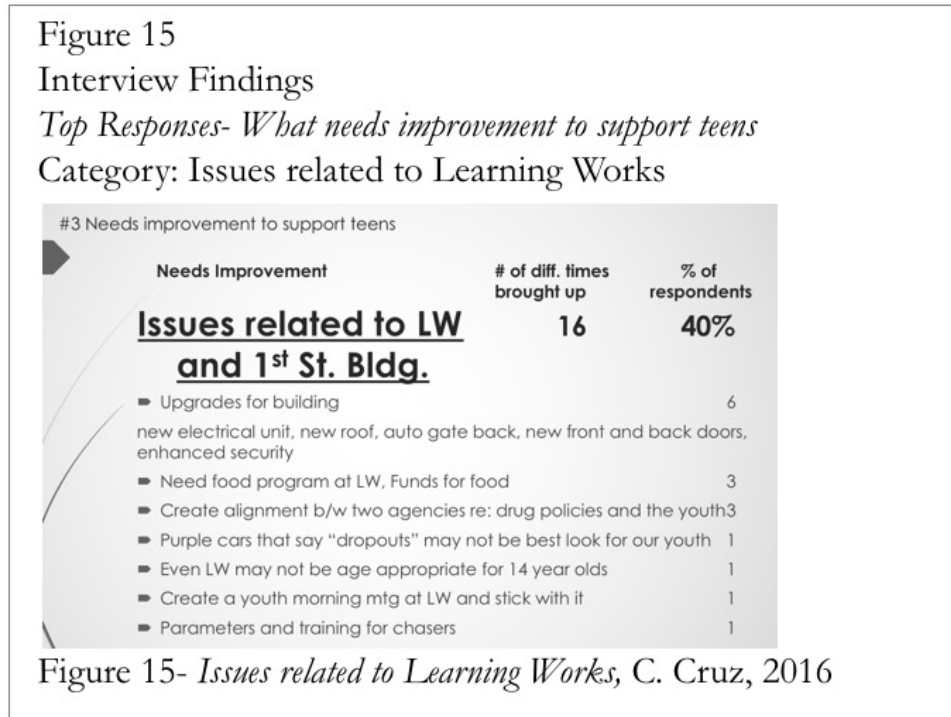 Figure 15
Interview Findings
Top Responses- What needs improvement to support teens
Category: Issues related to Learning Works
#3 Needs improvement to support teens
Needs Improvement # of diff. times brought up % of respondents
Issues related to LW and 1st St. Bldg. 16 40%
Upgrades for building 6
new electrical unit, new roof, auto gate back, new front and back doors,
enhanced security
Need food program at LW, Funds for food 3
Create alignment b/w two agencies re: drug policies and the youth3
Purple cars that say “dropouts” may not be best look for our youth 1
Even LW may not be age appropriate for 14 year olds 1
Create a youth morning mtg at LW and stick with it 1
Parameters and training for chasers 1
Figure 15- Issues related to Learning Works, C. Cruz, 2016